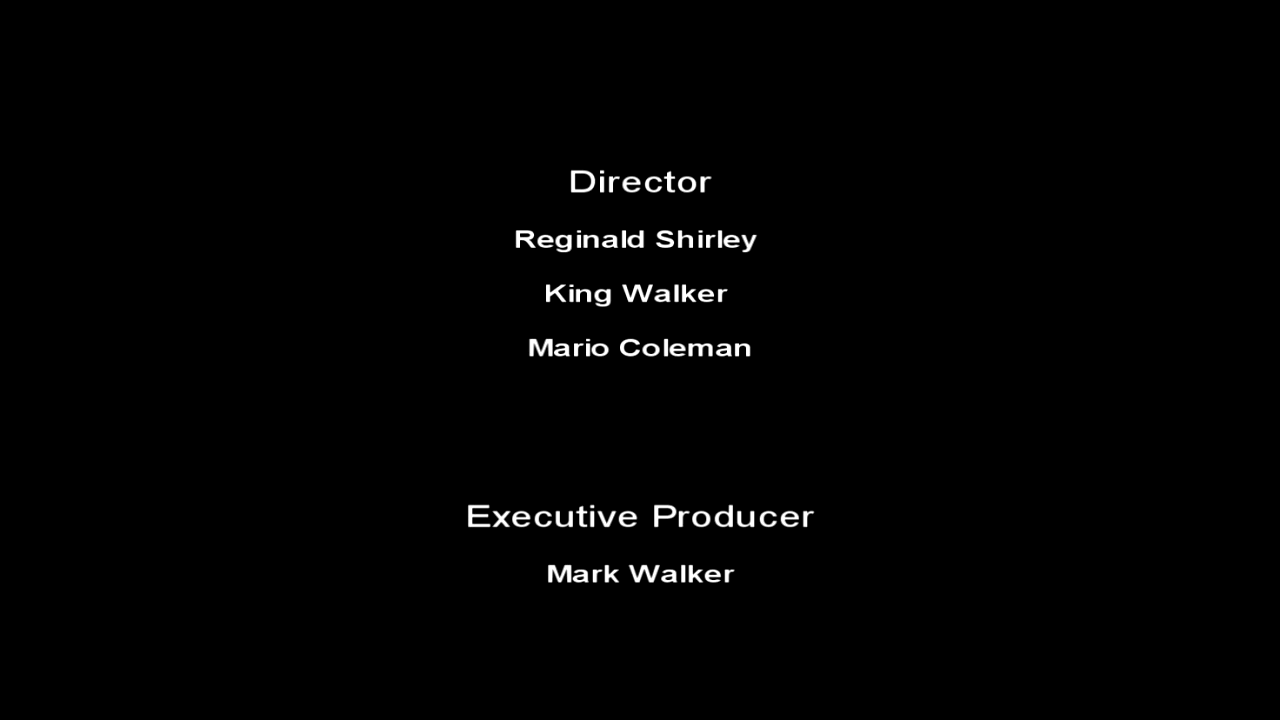 Director
Reginald Shirley
King Walker
Mario Coleman
Executive Producer
Mark Walker